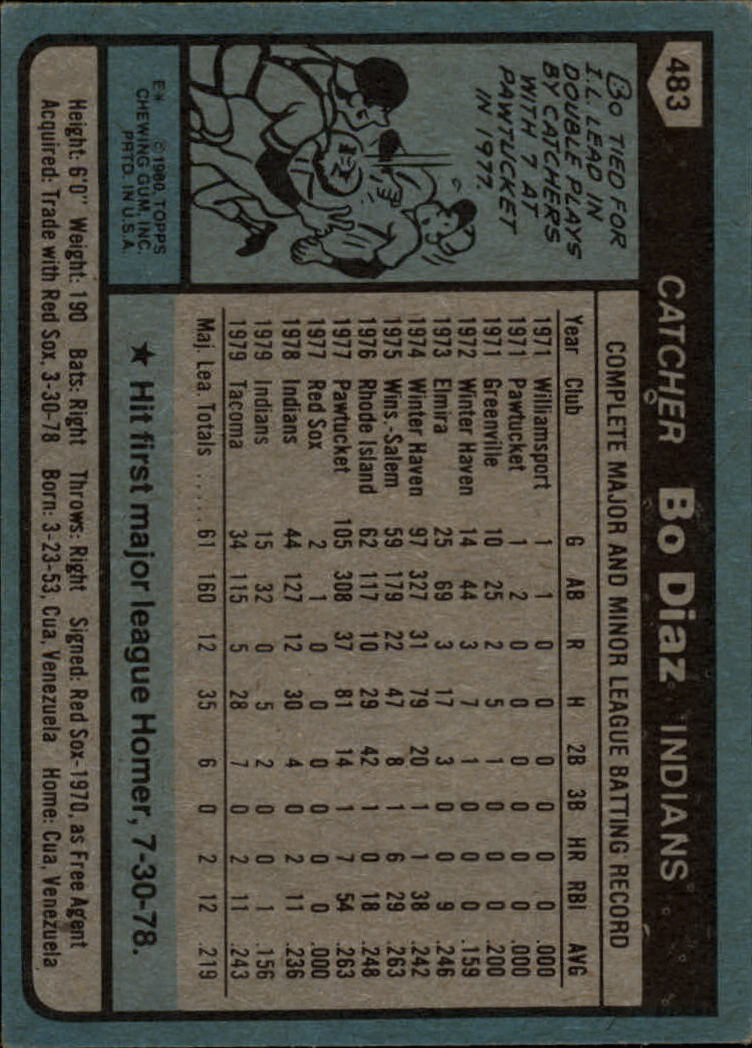 483
CATCHER Bo Diaz INDIANS
BO TIED FOR
I.L. LEAD IN
DOUBLE PLAYS
BY CATCHERS
WITH 7 AT
PAWTUCKET
IN 1977.
COMPLETE MAJOR AND MINOR LEAGUE BATTING RECORD
Year Club G AB R H 2B 3B HR RBI AVG
1971 Williamsport 1 1 0 0 0 0 0 0 .000
1971 Pawtucket 1 2 0 0 0 0 0 0 .000
1971 Greenville 10 25 2 5 1 0 0 0 .200
1972 Winter Haven 14 44 3 7 1 0 0 0 .159
1973 Elmira 25 69 3 17 3 0 0 9 .246
1974 Winter Haven 97 327 31 79 20 1 1 38 .242
1975 Wins.-Salem 59 179 22 47 8 1 6 29 .263
1976 Rhode Island 62 117 10 29 42 1 0 18 .248
1977 Pawtucket 105 308 37 81 14 1 7 54 .263
1977 Red Sox 2 1 0 0 0 0 0 0 .000
1978 Indians 44 127 12 30 4 0 2 11 .236
1979 Indians 15 32 0 5 2 0 0 1 .156
1979 Tacoma 34 115 5 28 7 0 2 11 .243
Maj. Lea. Totals ...... 61 160 12 35 6 0 2 12 .219
E* ©1980, TOPPS
CHEWING GUM, INC.
PRTD. IN U.S.A.
★ Hit first major league Homer, 7-30-78.
Height: 6'0" Weight: 190 Bats: Right Throws: Right Signed: Red Sox-1970, as Free Agent
Acquired: Trade with Red Sox, 3-30-78 Born: 3-23-53, Cua, Venezuela Home: Cua, Venezuela